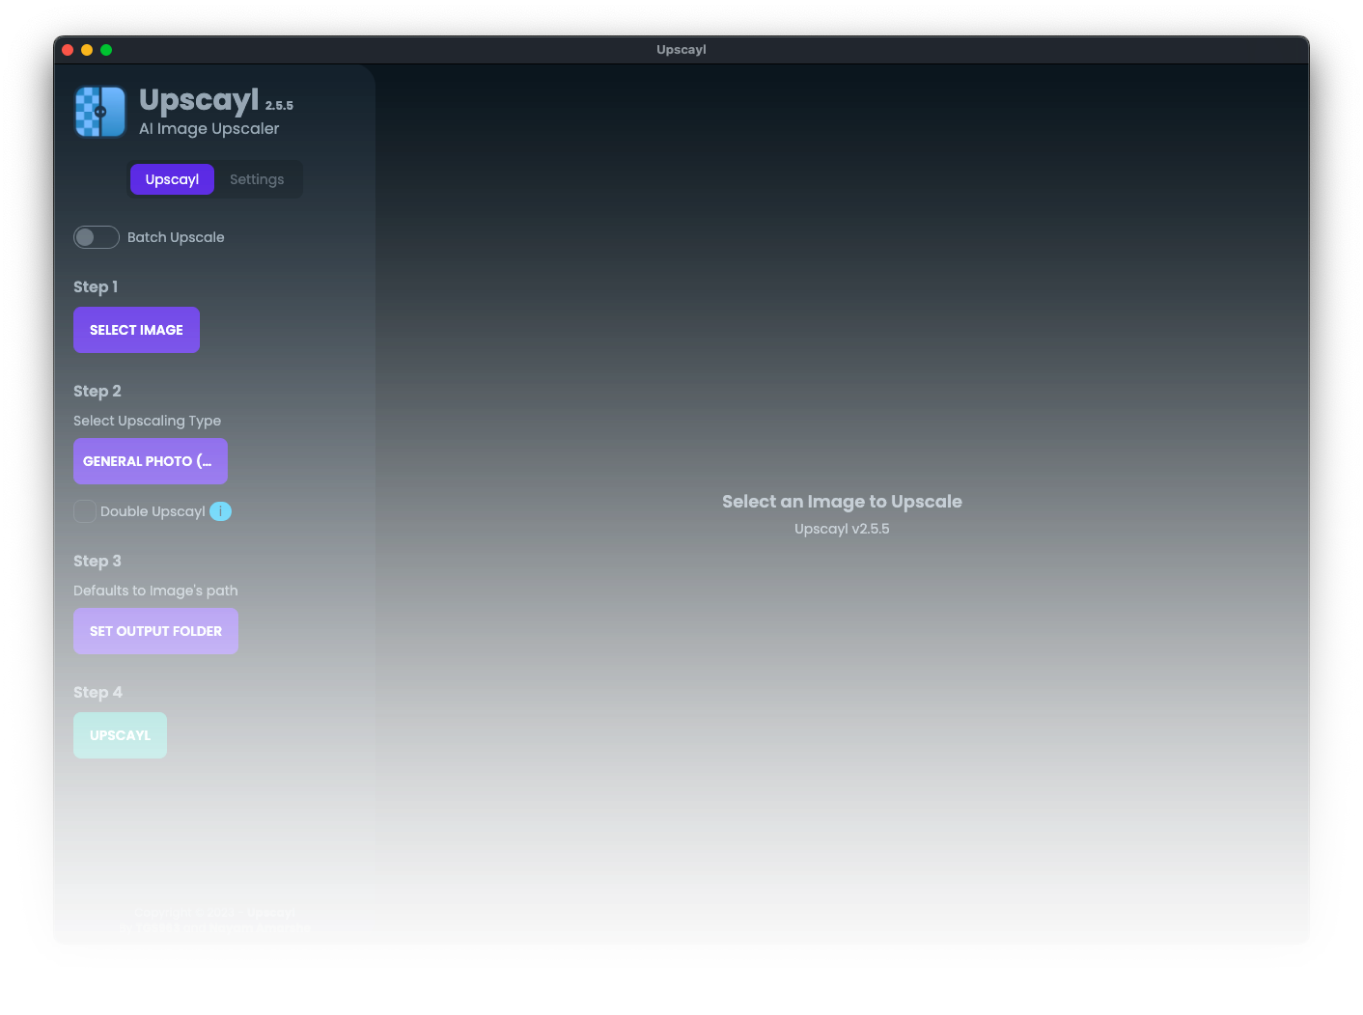 Upscayl
Upscayl 2.5.5
AI Image Upscaler
Upscayl Settings
Batch Upscale
Step 1
SELECT IMAGE
Step 2
Select Upscaling Type
GENERAL PHOTO (...
Double Upscayl i
Step 3
Defaults to Image's path
SET OUTPUT FOLDER
Step 4
UPSCAYL
Select an Image to Upscale
Upscayl v2.5.5